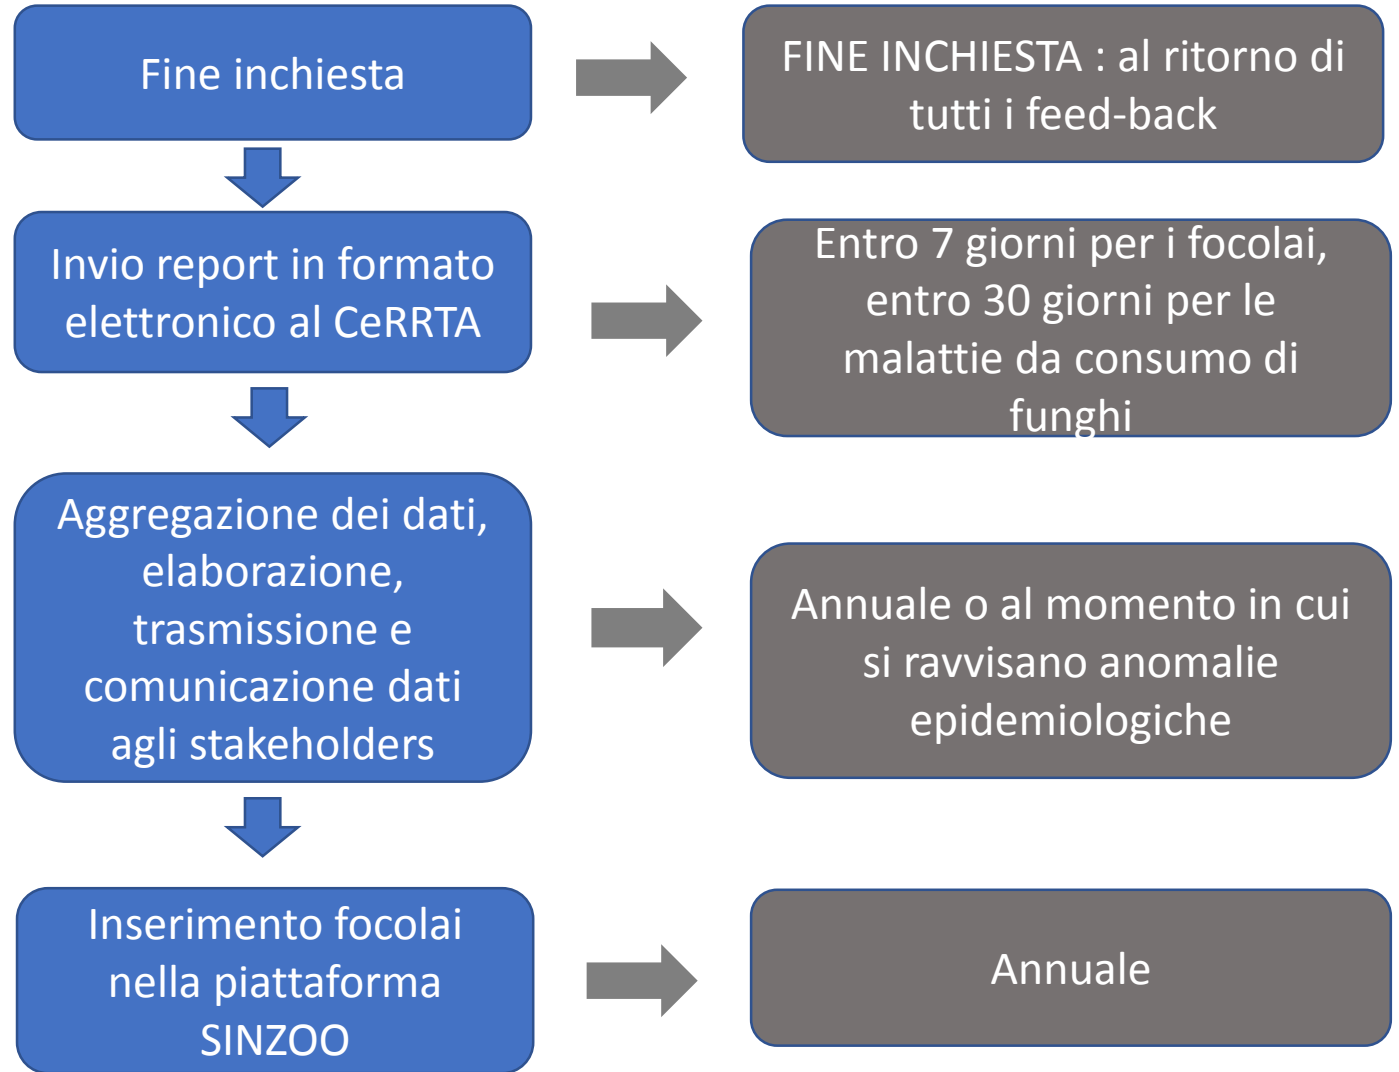 Fine inchiesta
FINE INCHIESTA : al ritorno di
tutti i feed-back
Invio report in formato
elettronico al CeRRTA
Entro 7 giorni per i focolai,
entro 30 giorni per le
malattie da consumo di
funghi
Aggregazione dei dati,
elaborazione,
trasmissione e
comunicazione dati
agli stakeholders
Annuale o al momento in cui
si ravvisano anomalie
epidemiologiche
Inserimento focolai
nella piattaforma
SINZOO
Annuale